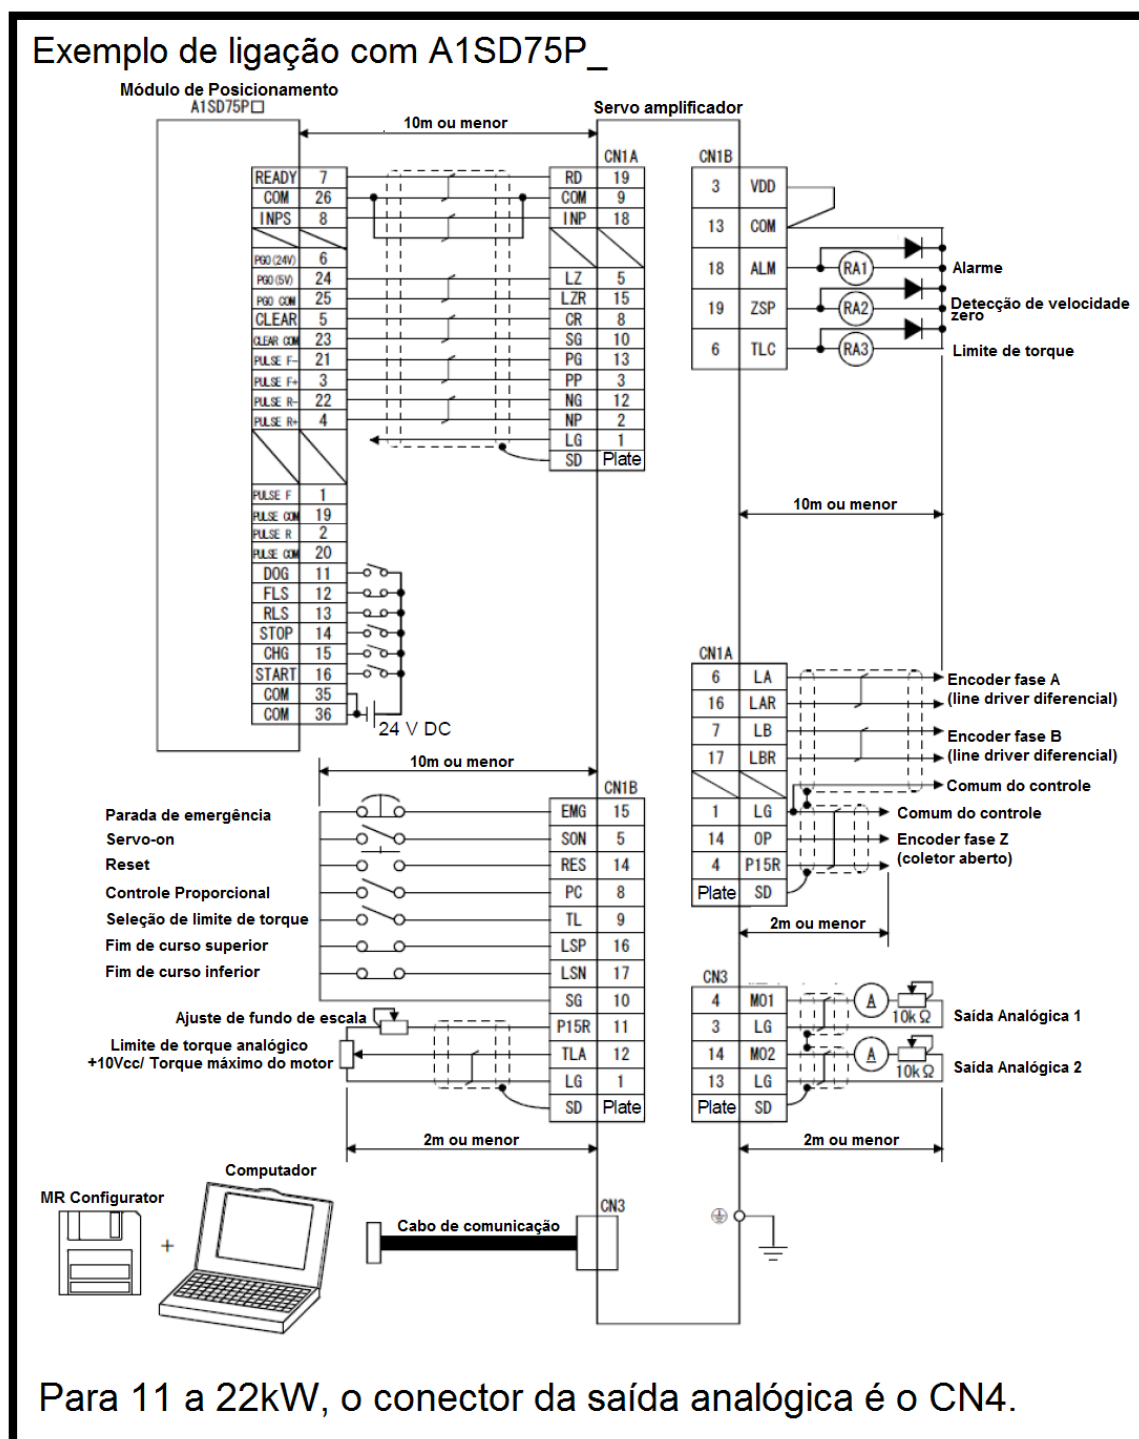 Exemplo de ligação com A1SD75P_
Módulo de Posicionamento
A1SD75P□
Servo amplificador
10m ou menor
CN1A
CN1B
READY 7
COM 26
INPS 8
PGO(24V) 6
PGO(5V) 24
PGO COM 25
CLEAR 5
CLEAR COM 23
PULSE F- 21
PULSE F+ 3
PULSE R- 22
PULSE R+ 4
PULSE F 1
PULSE COM 19
PULSE R 2
PULSE COM 20
DOG 11
FLS 12
RLS 13
STOP 14
CHG 15
START 16
COM 35
COM 36
24 V DC
RD 19
COM 9
INP 18
LZ 5
LZR 15
CR 8
SG 10
PG 13
PP 3
NG 12
NP 2
LG 1
SD Plate
3 VDD
13 COM
18 ALM RA1 Alarme
19 ZSP RA2 Detecção de velocidade
zero
6 TLC RA3 Limite de torque
10m ou menor
CN1A
6 LA Encoder fase A
16 LAR (line driver diferencial)
7 LB Encoder fase B
17 LBR (line driver diferencial)
Comum do controle
1 LG Comum do controle
14 OP Encoder fase Z
4 P15R (coletor aberto)
Plate SD
2m ou menor
10m ou menor
CN1B
Parada de emergência EMG 15
Servo-on SON 5
Reset RES 14
Controle Proporcional PC 8
Seleção de limite de torque TL 9
Fim de curso superior LSP 16
Fim de curso inferior LSN 17
SG 10
Ajuste de fundo de escala P15R 11
Limite de torque analógico
+10Vcc/ Torque máximo do motor TLA 12
LG 1
SD Plate
2m ou menor
CN3
4 MO1 A 10kΩ Saída Analógica 1
3 LG
14 MO2 A 10kΩ Saída Analógica 2
13 LG
Plate SD
2m ou menor
Computador
MR Configurator
+
Cabo de comunicação
CN3
Para 11 a 22kW, o conector da saída analógica é o CN4.